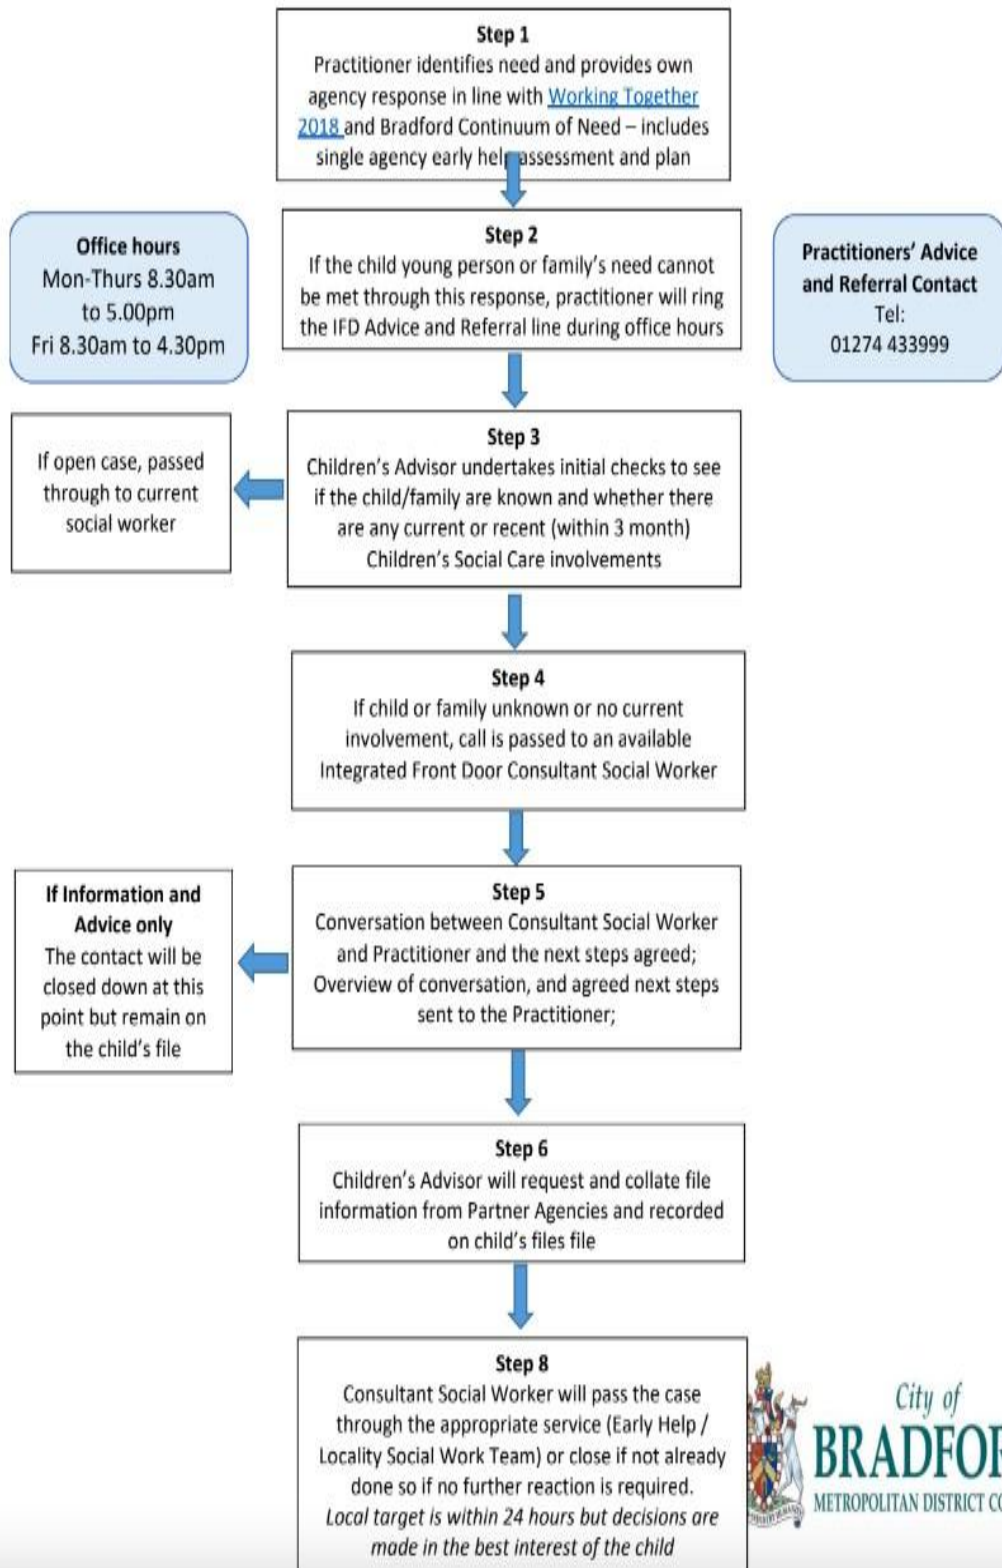 Step 1
Practitioner identifies need and provides own
agency response in line with Working Together
2018 and Bradford Continuum of Need – includes
single agency early help assessment and plan
Office hours
Mon-Thurs 8.30am
to 5.00pm
Fri 8.30am to 4.30pm
Step 2
If the child young person or family's need cannot
be met through this response, practitioner will ring
the IFD Advice and Referral line during office hours
Practitioners' Advice
and Referral Contact
Tel:
01274 433999
Step 3
Children's Advisor undertakes initial checks to see
if the child/family are known and whether there
are any current or recent (within 3 month)
Children's Social Care involvements
If open case, passed
through to current
social worker
Step 4
If child or family unknown or no current
involvement, call is passed to an available
Integrated Front Door Consultant Social Worker
Step 5
Conversation between Consultant Social Worker
and Practitioner and the next steps agreed;
Overview of conversation, and agreed next steps
sent to the Practitioner;
If Information and
Advice only
The contact will be
closed down at this
point but remain on
the child's file
Step 6
Children's Advisor will request and collate file
information from Partner Agencies and recorded
on child's files file
Step 8
Consultant Social Worker will pass the case
through the appropriate service (Early Help /
Locality Social Work Team) or close if not already
done so if no further reaction is required.
Local target is within 24 hours but decisions are
made in the best interest of the child
City of
BRADFOR
METROPOLITAN DISTRICT CO